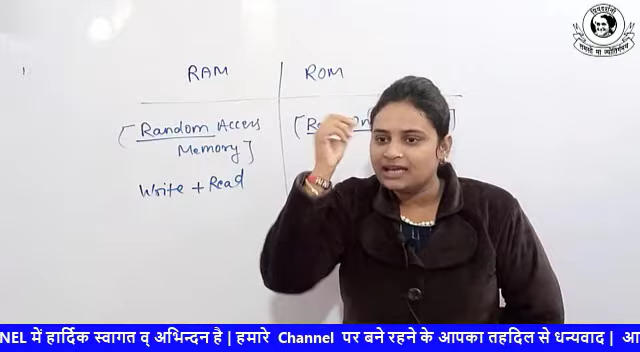 RAM
ROM
[Random Access
Memory]
Write + Read
NEL में हार्दिक स्वागत व् अभिन्दन है | हमारे Channel पर बने रहने के आपका तहदिल से धन्यवाद | आ